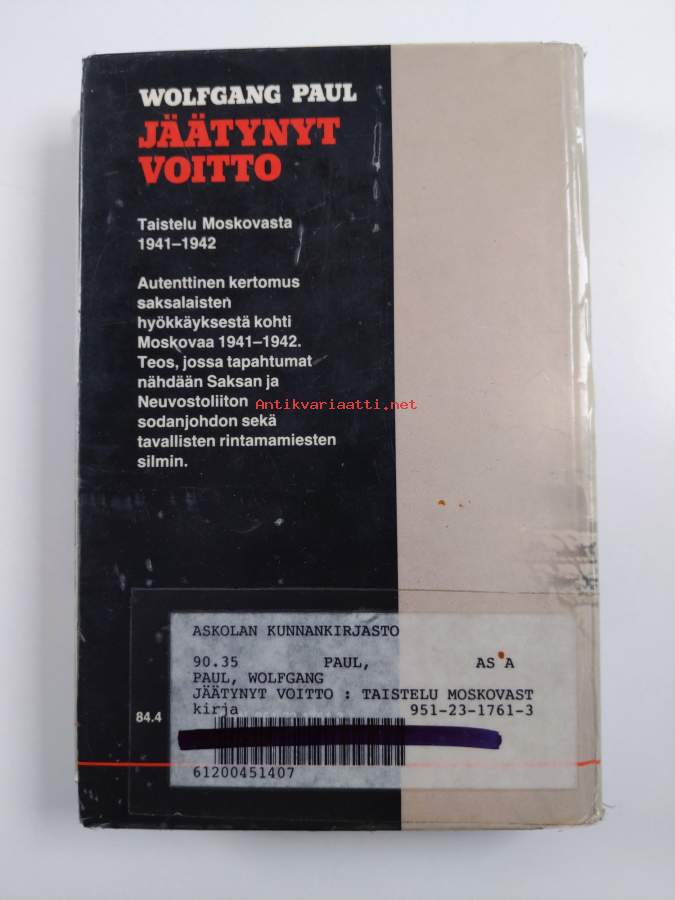 WOLFGANG PAUL
JÄÄTYNYT
VOITTO
Taistelu Moskovasta
1941–1942
Autenttinen kertomus
saksalaisten
hyökkäyksestä kohti
Moskovaa 1941–1942.
Teos, jossa tapahtumat
nähdään Saksan ja
Neuvostoliiton
sodanjohdon sekä
tavallisten rintamamiesten
silmin.
Antikvariaatti.net
ASKOLAN KUNNANKIRJASTO
90.35 PAUL, AS A
PAUL, WOLFGANG
JÄÄTYNYT VOITTO : TAISTELU MOSKOVAST
kirja 951-23-1761-3
84.4
61200451407